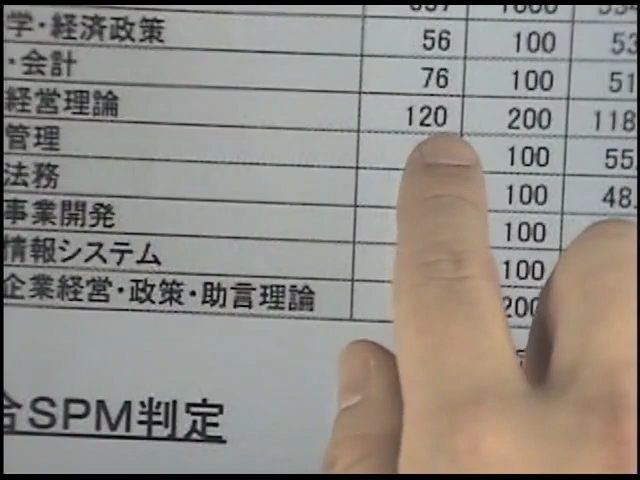 学・経済政策 56 100 53
・会計 76 100 51
経営理論 120 200 118
管理 100 55
法務 100 48.
事業開発 100
情報システム 100
企業経営・政策・助言理論 200
合SPM判定